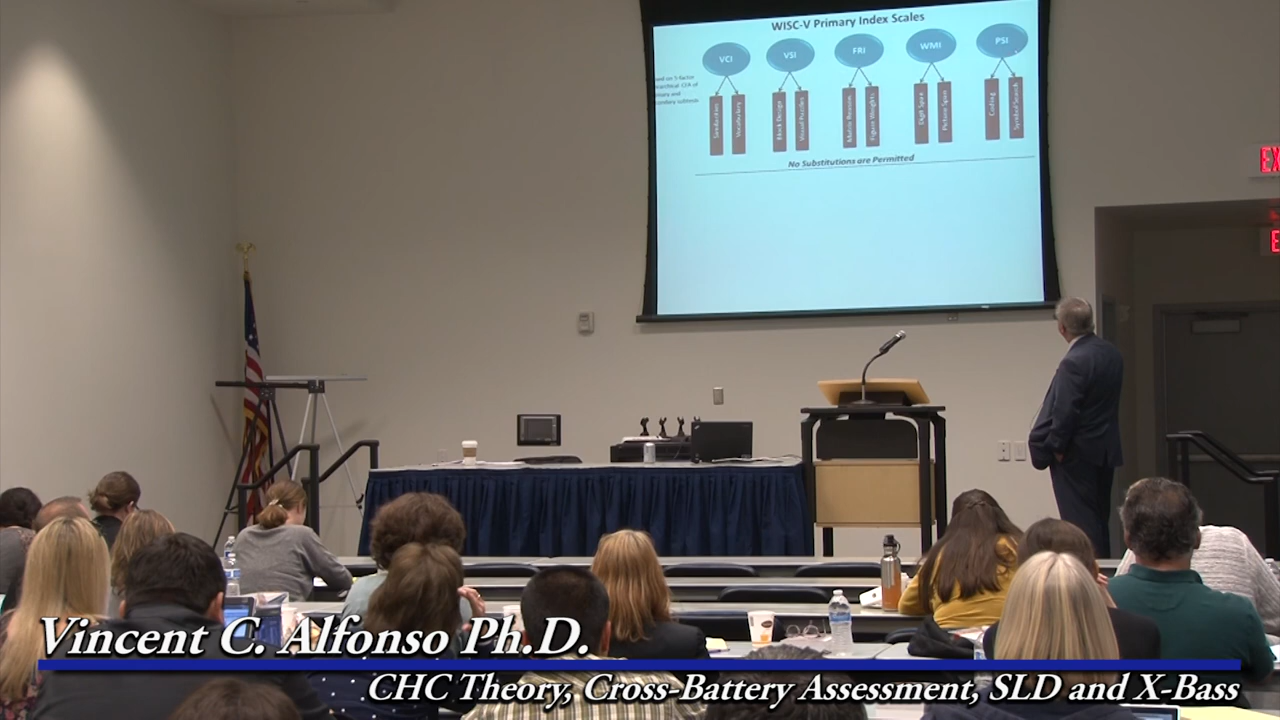 WISC-V Primary Index Scales
VCI
VSI
FRI
WMI
PSI
Similarities
Vocabulary
Block Design
Visual Puzzles
Matrix Reason.
Figure Weights
Digit Span
Picture Span
Coding
Symbol Search
No Substitutions are Permitted
EX
E
Vincent C. Alfonso Ph.D.
CHC Theory, Cross-Battery Assessment, SLD and X-Bass